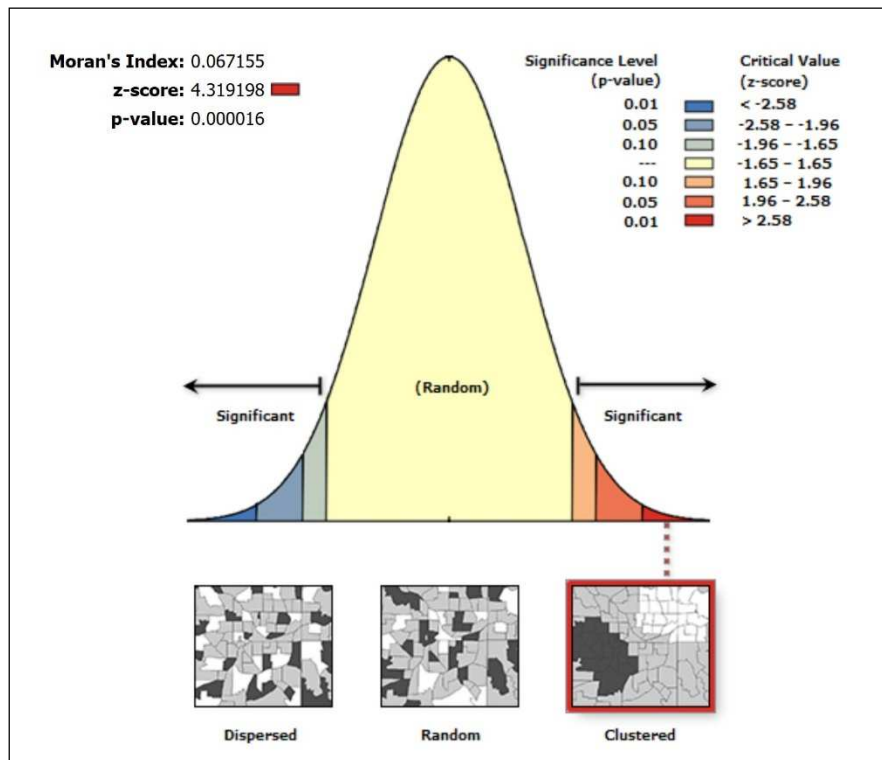 Moran's Index: 0.067155
z-score: 4.319198
p-value: 0.000016
Significance Level
(p-value)
Critical Value
(z-score)
0.01 < -2.58
0.05 -2.58 – -1.96
0.10 -1.96 – -1.65
--- -1.65 – 1.65
0.10 1.65 – 1.96
0.05 1.96 – 2.58
0.01 > 2.58
(Random)
Significant
Significant
Dispersed
Random
Clustered